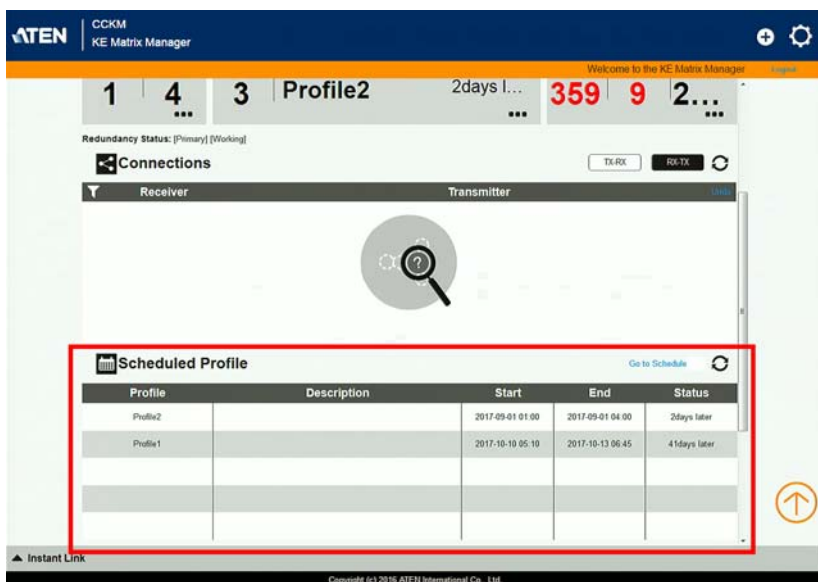 ATEN
CCKM
KE Matrix Manager
Welcome to the KE Matrix Manager
Logout
1 4... 3 Profile2 2days l... ... 359 9 2... ...
Redundancy Status: [Primary] [Working]
Connections
TX-RX RX-TX
Receiver Transmitter
?
Scheduled Profile
Go to Schedule
Profile Description Start End Status
Profile2 2017-09-01 01:00 2017-09-01 04:00 2days later
Profile1 2017-10-10 05:10 2017-10-13 06:45 41days later
Instant Link
Copyright (c) 2016 ATEN International Co., Ltd.